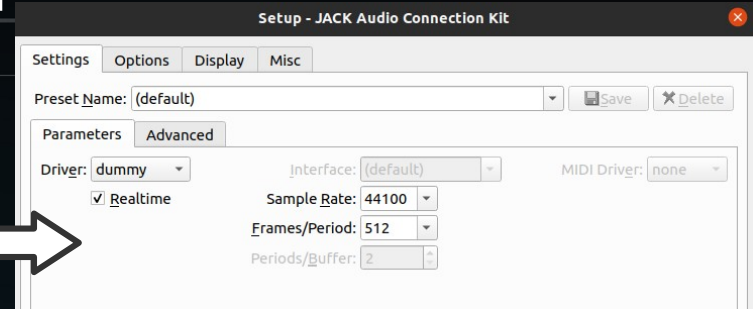 Setup - JACK Audio Connection Kit
Settings Options Display Misc
Preset Name: (default) Save Delete
Parameters Advanced
Driver: dummy Interface: (default) MIDI Driver: none
Realtime Sample Rate: 44100
Frames/Period: 512
Periods/Buffer: 2